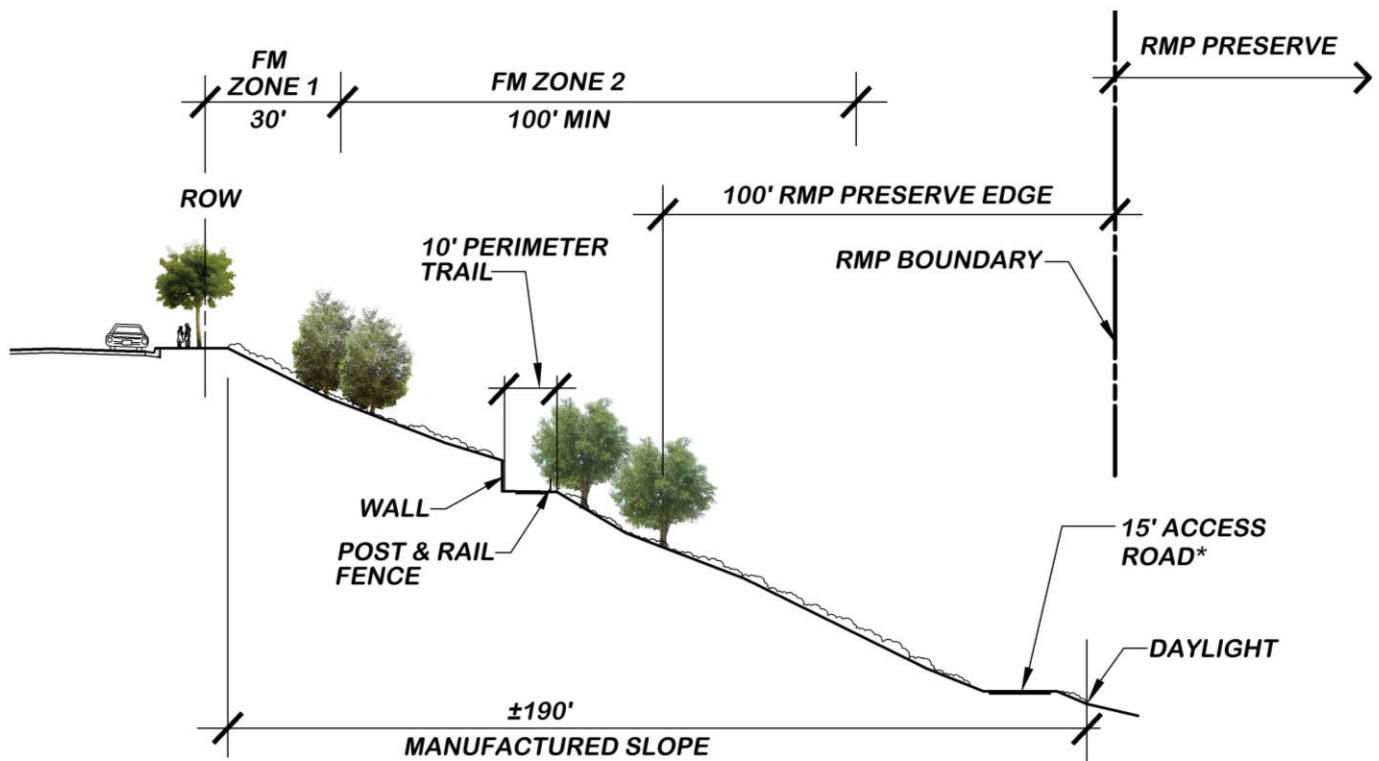 FM
ZONE 1
30'
FM ZONE 2
100' MIN
RMP PRESERVE
ROW
100' RMP PRESERVE EDGE
10' PERIMETER
TRAIL
RMP BOUNDARY
WALL
POST & RAIL
FENCE
15' ACCESS
ROAD*
DAYLIGHT
±190'
MANUFACTURED SLOPE